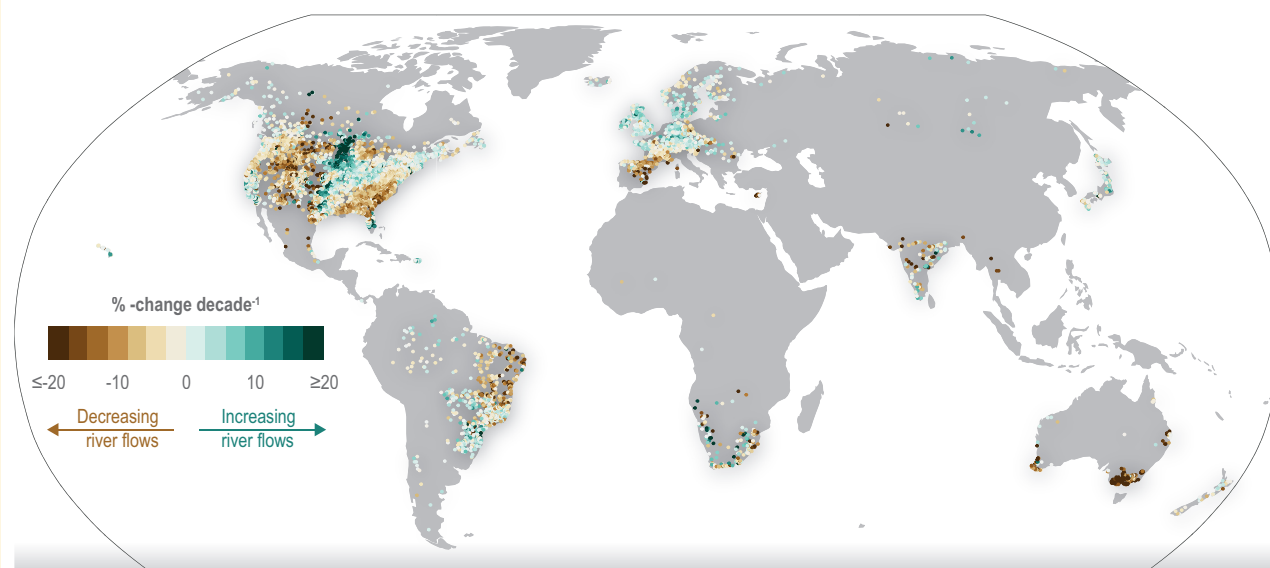 % -change decade⁻¹
≤-20 -10 0 10 ≥20
Decreasing Increasing
river flows river flows